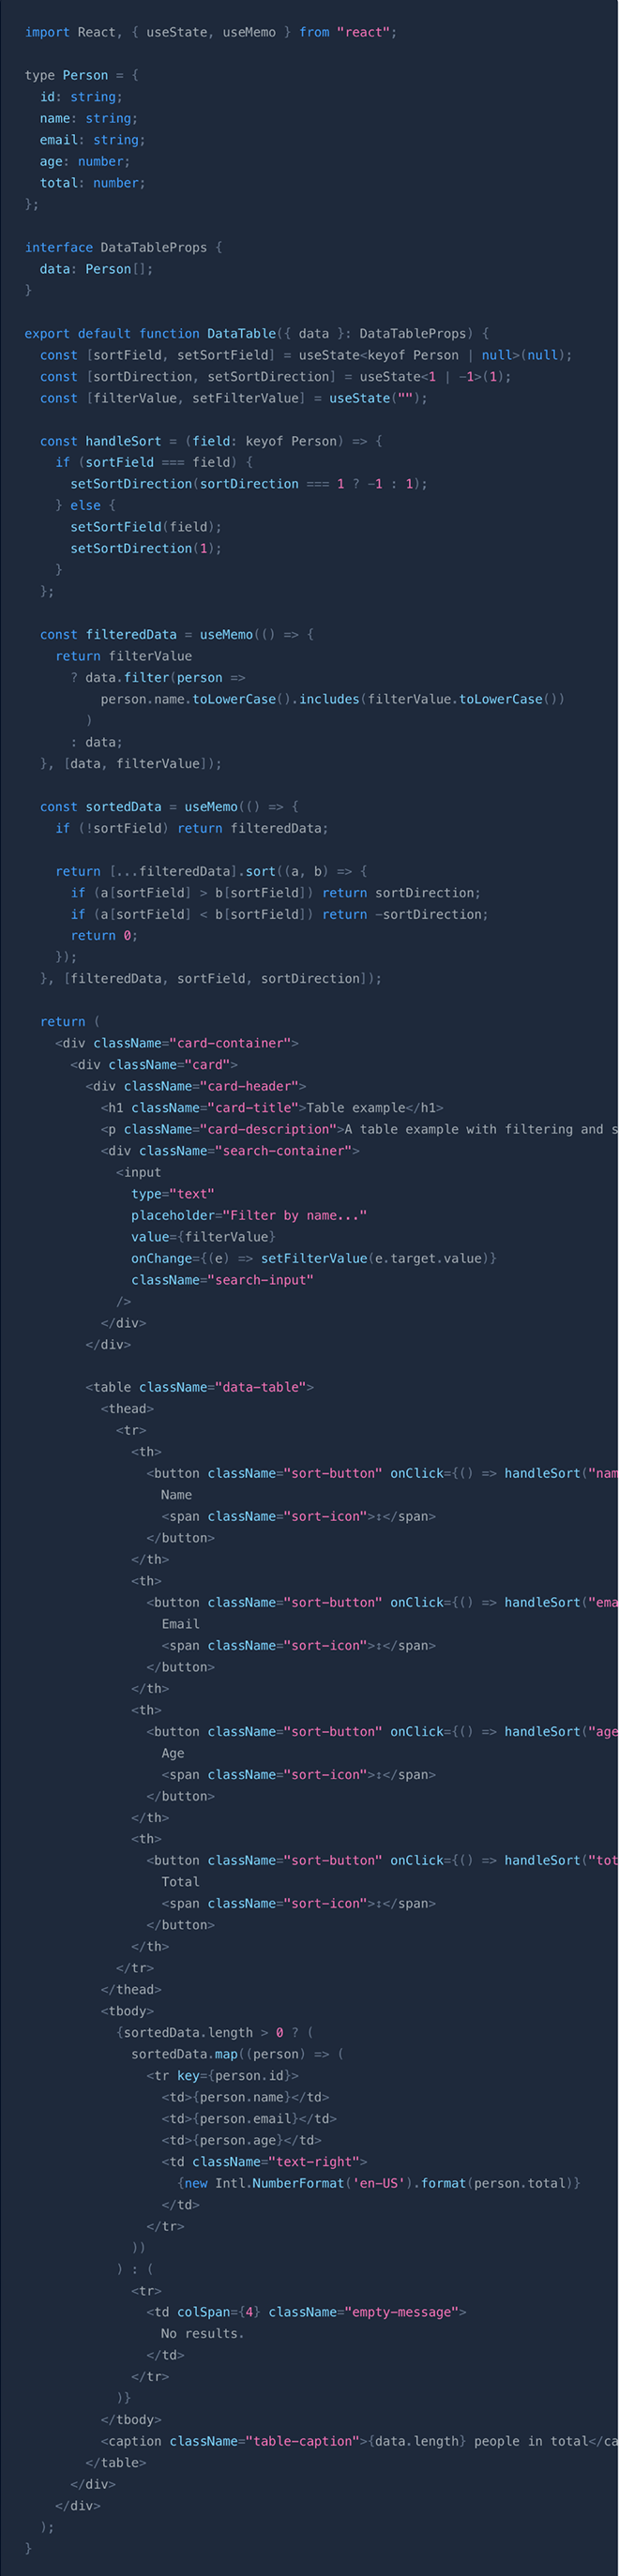 import React, { useState, useMemo } from "react";

type Person = {
  id: string;
  name: string;
  email: string;
  age: number;
  total: number;
};

interface DataTableProps {
  data: Person[];
}

export default function DataTable({ data }: DataTableProps) {
  const [sortField, setSortField] = useState<keyof Person | null>(null);
  const [sortDirection, setSortDirection] = useState<1 | -1>(1);
  const [filterValue, setFilterValue] = useState("");

  const handleSort = (field: keyof Person) => {
    if (sortField === field) {
      setSortDirection(sortDirection === 1 ? -1 : 1);
    } else {
      setSortField(field);
      setSortDirection(1);
    }
  };

  const filteredData = useMemo(() => {
    return filterValue
      ? data.filter(person =>
          person.name.toLowerCase().includes(filterValue.toLowerCase())
        )
      : data;
  }, [data, filterValue]);

  const sortedData = useMemo(() => {
    if (!sortField) return filteredData;

    return [...filteredData].sort((a, b) => {
      if (a[sortField] > b[sortField]) return sortDirection;
      if (a[sortField] < b[sortField]) return -sortDirection;
      return 0;
    });
  }, [filteredData, sortField, sortDirection]);

  return (
    <div className="card-container">
      <div className="card">
        <div className="card-header">
          <h1 className="card-title">Table example</h1>
          <p className="card-description">A table example with filtering and s
          <div className="search-container">
            <input
              type="text"
              placeholder="Filter by name..."
              value={filterValue}
              onChange={(e) => setFilterValue(e.target.value)}
              className="search-input"
            />
          </div>
        </div>

        <table className="data-table">
          <thead>
            <tr>
              <th>
                <button className="sort-button" onClick={() => handleSort("nam
                  Name
                  <span className="sort-icon">↕</span>
                </button>
              </th>
              <th>
                <button className="sort-button" onClick={() => handleSort("ema
                  Email
                  <span className="sort-icon">↕</span>
                </button>
              </th>
              <th>
                <button className="sort-button" onClick={() => handleSort("age
                  Age
                  <span className="sort-icon">↕</span>
                </button>
              </th>
              <th>
                <button className="sort-button" onClick={() => handleSort("tot
                  Total
                  <span className="sort-icon">↕</span>
                </button>
              </th>
            </tr>
          </thead>
          <tbody>
            {sortedData.length > 0 ? (
              sortedData.map((person) => (
                <tr key={person.id}>
                  <td>{person.name}</td>
                  <td>{person.email}</td>
                  <td>{person.age}</td>
                  <td className="text-right">
                    {new Intl.NumberFormat('en-US').format(person.total)}
                  </td>
                </tr>
              ))
            ) : (
              <tr>
                <td colSpan={4} className="empty-message">
                  No results.
                </td>
              </tr>
            )}
          </tbody>
          <caption className="table-caption">{data.length} people in total</ca
        </table>
      </div>
    </div>
  );
}